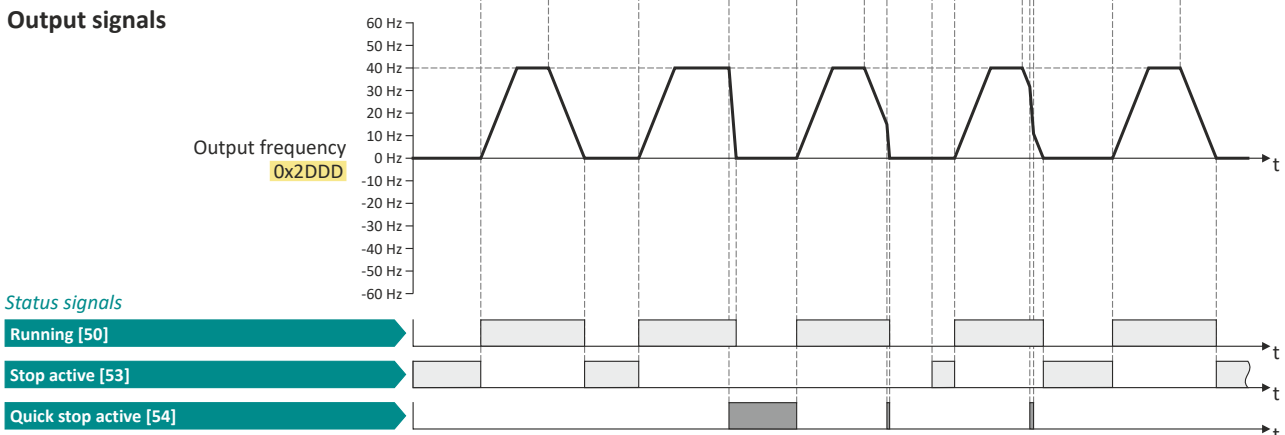 Output signals
60 Hz
50 Hz
40 Hz
30 Hz
20 Hz
10 Hz
Output frequency
0 Hz
t
0x2DDD
-10 Hz
-20 Hz
-30 Hz
-40 Hz
-50 Hz
-60 Hz
Status signals
Running [50]
t
Stop active [53]
t
Quick stop active [54]
t